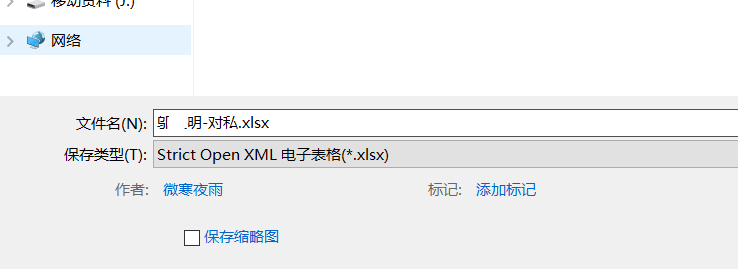 移动资料 (J:)
网络
文件名(N): 明-对私.xlsx
保存类型(T): Strict Open XML 电子表格(*.xlsx)
作者: 微寒夜雨 标记: 添加标记
保存缩略图